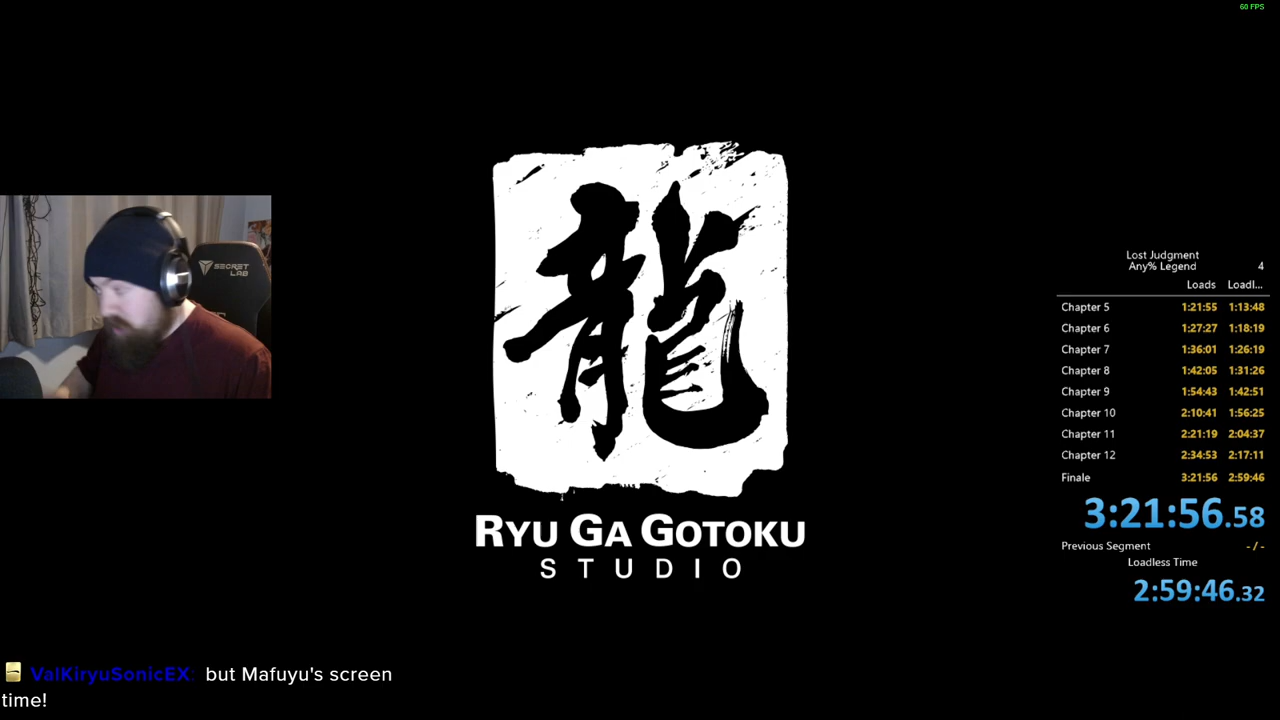 60 FPS
龍
RYU GA GOTOKU
STUDIO
SECRET
LAB
Lost Judgment
Any% Legend 4
Loads Loadl...
Chapter 5 1:21:55 1:13:48
Chapter 6 1:27:27 1:18:19
Chapter 7 1:36:01 1:26:19
Chapter 8 1:42:05 1:31:26
Chapter 9 1:54:43 1:42:51
Chapter 10 2:10:41 1:56:25
Chapter 11 2:21:19 2:04:37
Chapter 12 2:34:53 2:17:11
Finale 3:21:56 2:59:46
3:21:56.58
Previous Segment - / -
Loadless Time
2:59:46.32
ValKiryuSonicEX: but Mafuyu's screen
time!